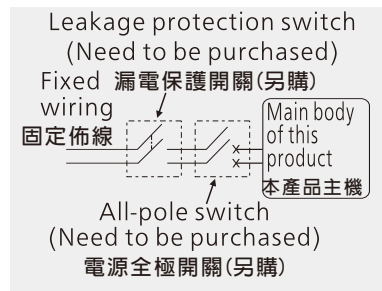 Leakage protection switch
(Need to be purchased)
Fixed 漏電保護開關(另購)
wiring
固定佈線
Main body
of this
product
本產品主機
All-pole switch
(Need to be purchased)
電源全極開關(另購)